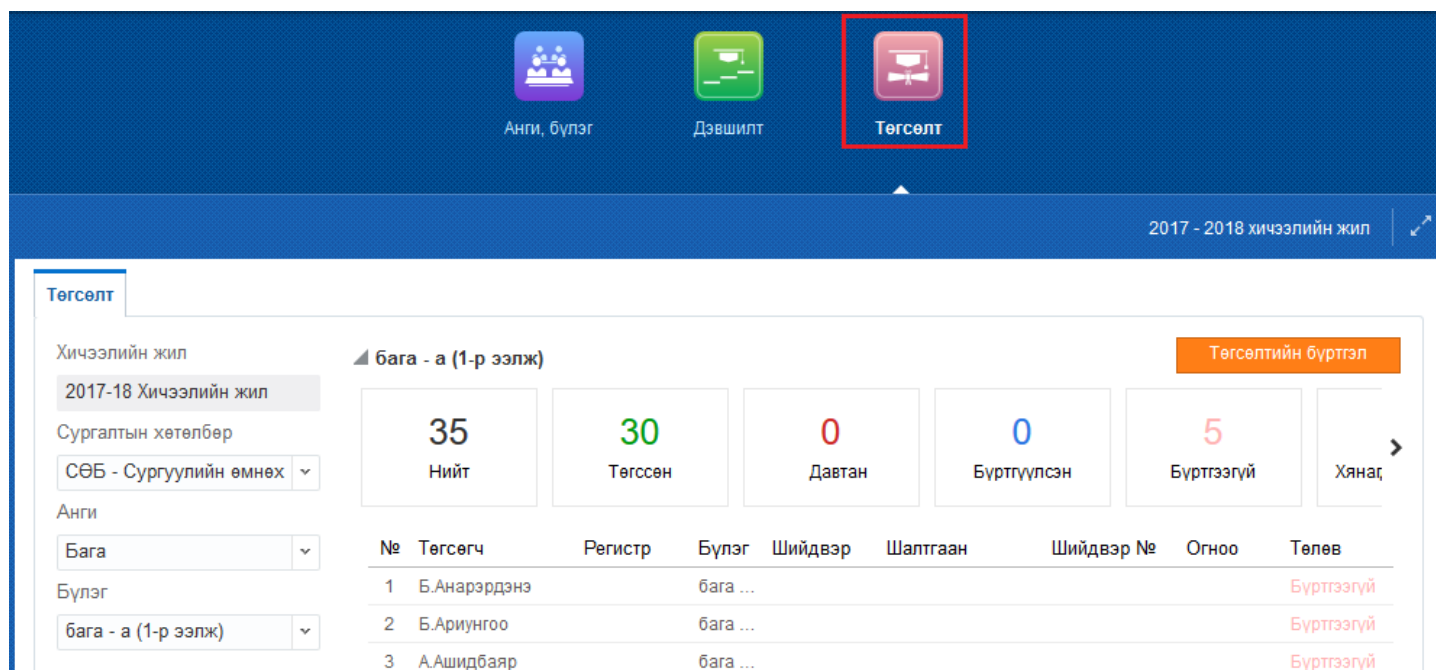 Анги, бүлэг Дэвшилт Төгсөлт
2017 - 2018 хичээлийн жил
Төгсөлт
Хичээлийн жил
2017-18 Хичээлийн жил
Сургалтын хөтөлбөр
СӨБ - Сургуулийн өмнөх
Анги
Бага
Бүлэг
бага - а (1-р ээлж)
бага - а (1-р ээлж) Төгсөлтийн бүртгэл
35 30 0 0 5
Нийт Төгссөн Давтан Бүртгүүлсэн Бүртгээгүй
№ Төгсөгч Регистр Бүлэг Шийдвэр Шалтгаан Шийдвэр № Огноо Төлөв
1 Б.Анарэрдэнэ бага ... Бүртгээгүй
2 Б.Ариунгоо бага ... Бүртгээгүй
3 А.Ашидбаяр бага ... Бүртгээгүй